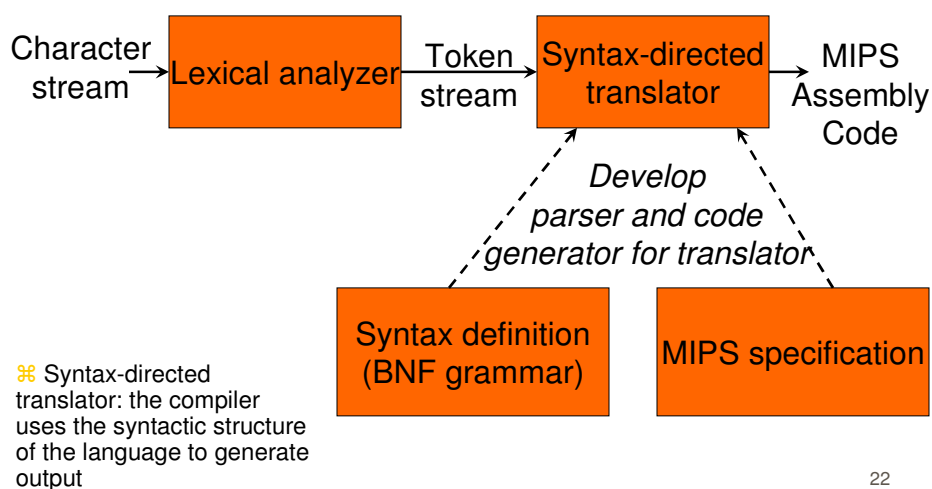 Character
stream
Lexical analyzer
Token
stream
Syntax-directed
translator
MIPS
Assembly
Code
Develop
parser and code
generator for translator
Syntax definition
(BNF grammar)
MIPS specification
⌘ Syntax-directed
translator: the compiler
uses the syntactic structure
of the language to generate
output
22